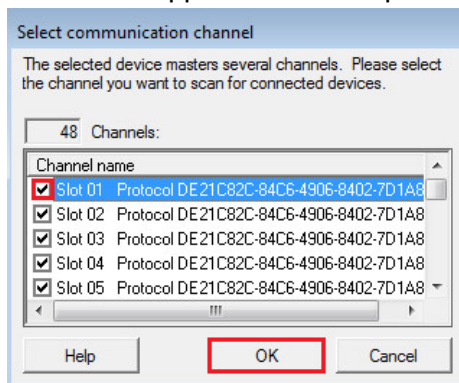 Select communication channel
The selected device masters several channels. Please select
the channel you want to scan for connected devices.
48 Channels:
Channel name
Slot 01 Protocol DE21C82C-84C6-4906-8402-7D1A8
Slot 02 Protocol DE21C82C-84C6-4906-8402-7D1A8
Slot 03 Protocol DE21C82C-84C6-4906-8402-7D1A8
Slot 04 Protocol DE21C82C-84C6-4906-8402-7D1A8
Slot 05 Protocol DE21C82C-84C6-4906-8402-7D1A8
Help OK Cancel